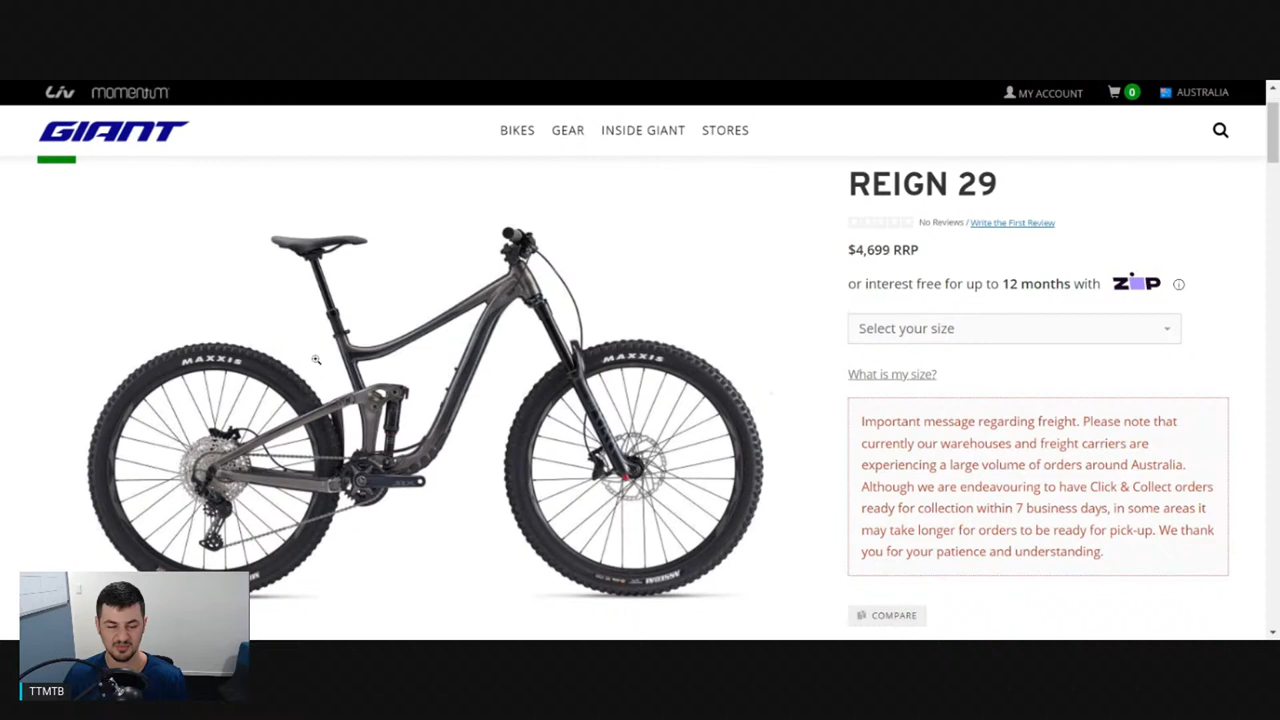 Liv momentum
MY ACCOUNT 0 AUSTRALIA
GIANT
BIKES GEAR INSIDE GIANT STORES
REIGN 29
No Reviews / Write the First Review
$4,699 RRP
or interest free for up to 12 months with ZIP
Select your size
What is my size?
Important message regarding freight. Please note that
currently our warehouses and freight carriers are
experiencing a large volume of orders around Australia.
Although we are endeavouring to have Click & Collect orders
ready for collection within 7 business days, in some areas it
may take longer for orders to be ready for pick-up. We thank
you for your patience and understanding.
COMPARE
MAXXIS
MAXXIS
TTMTB